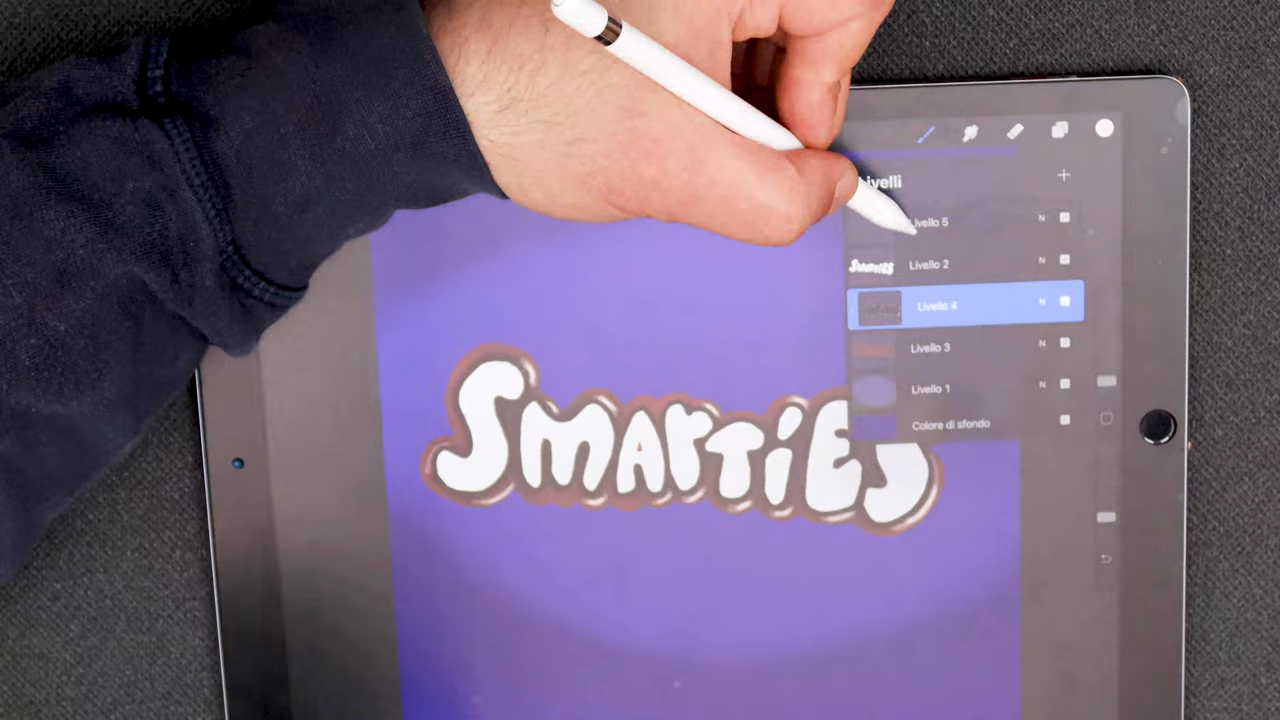 Livelli
Livello 5 N
SMARTIES Livello 2 N
Livello 4 N
Livello 3 N
Livello 1 N
Colore di sfondo
SMARTIES